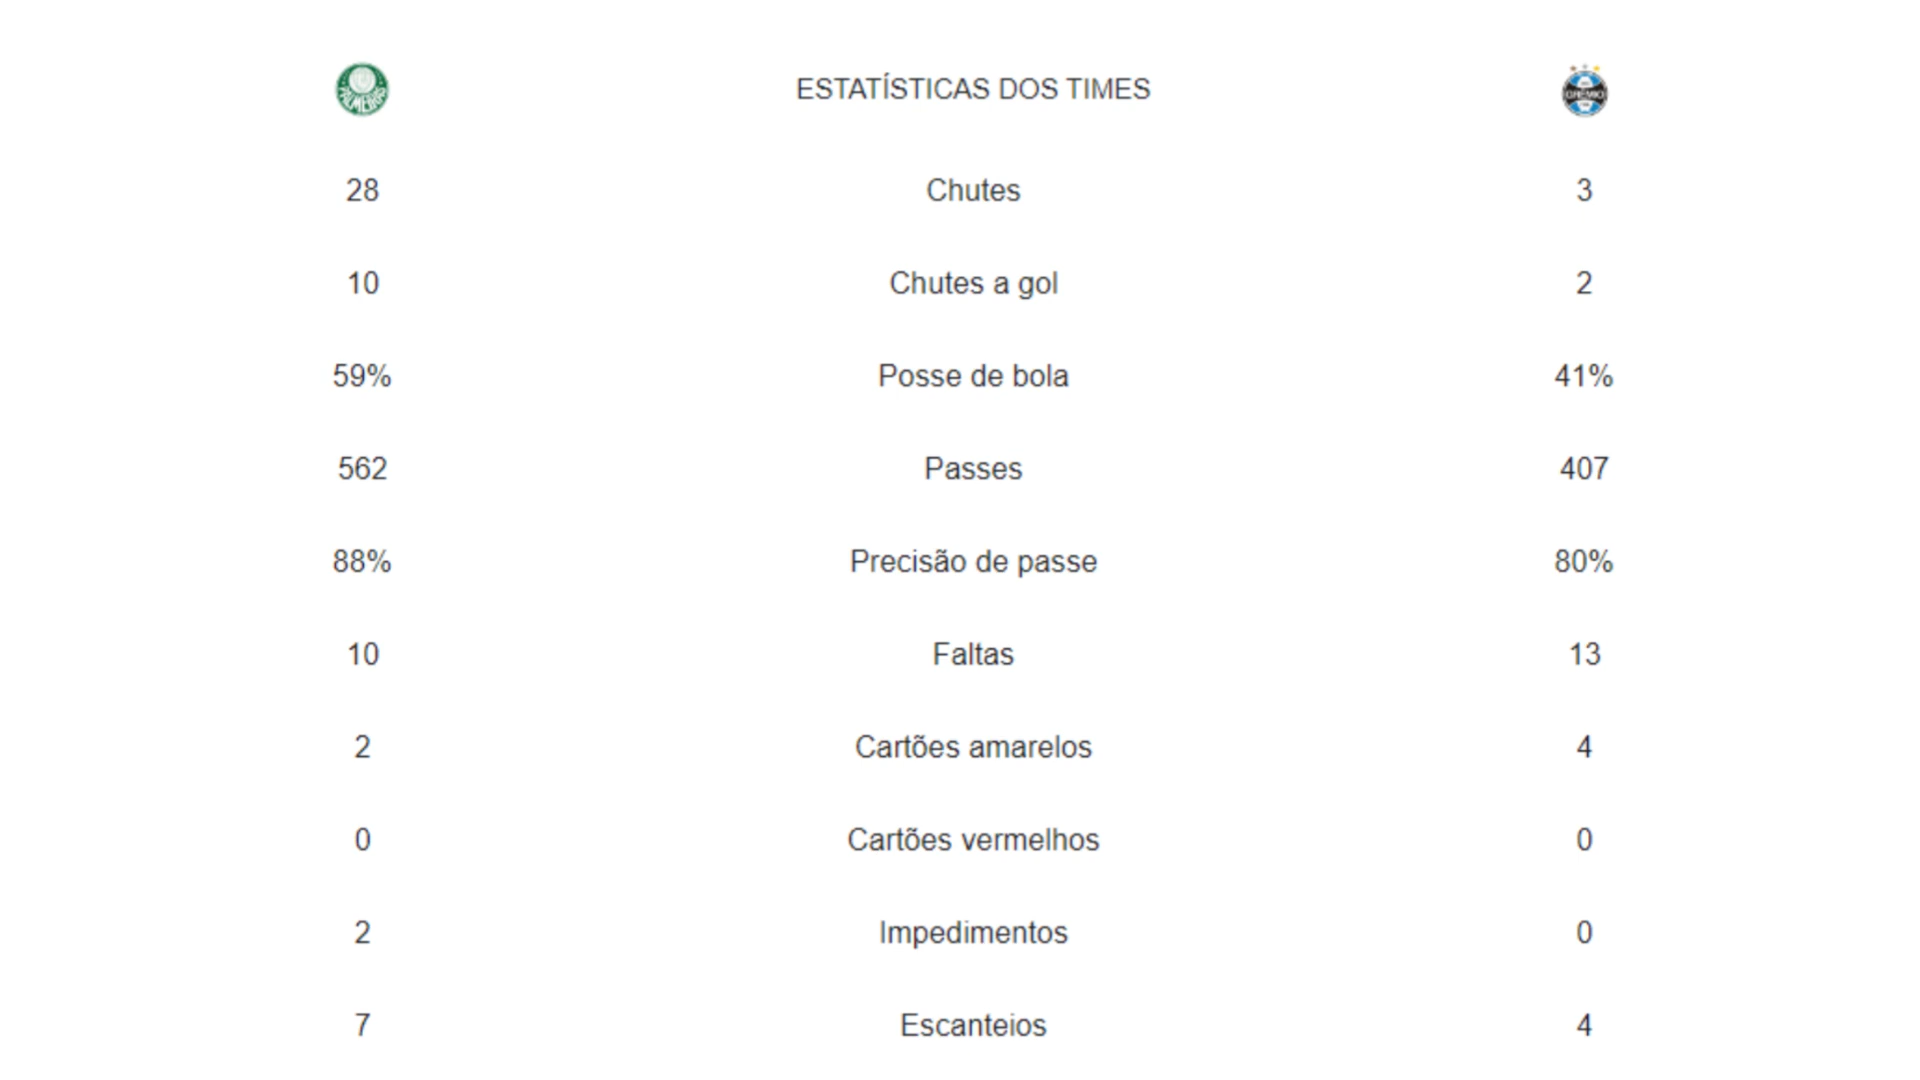 PALMEIRAS ESTATÍSTICAS DOS TIMES GRÊMIO
28 Chutes 3
10 Chutes a gol 2
59% Posse de bola 41%
562 Passes 407
88% Precisão de passe 80%
10 Faltas 13
2 Cartões amarelos 4
0 Cartões vermelhos 0
2 Impedimentos 0
7 Escanteios 4